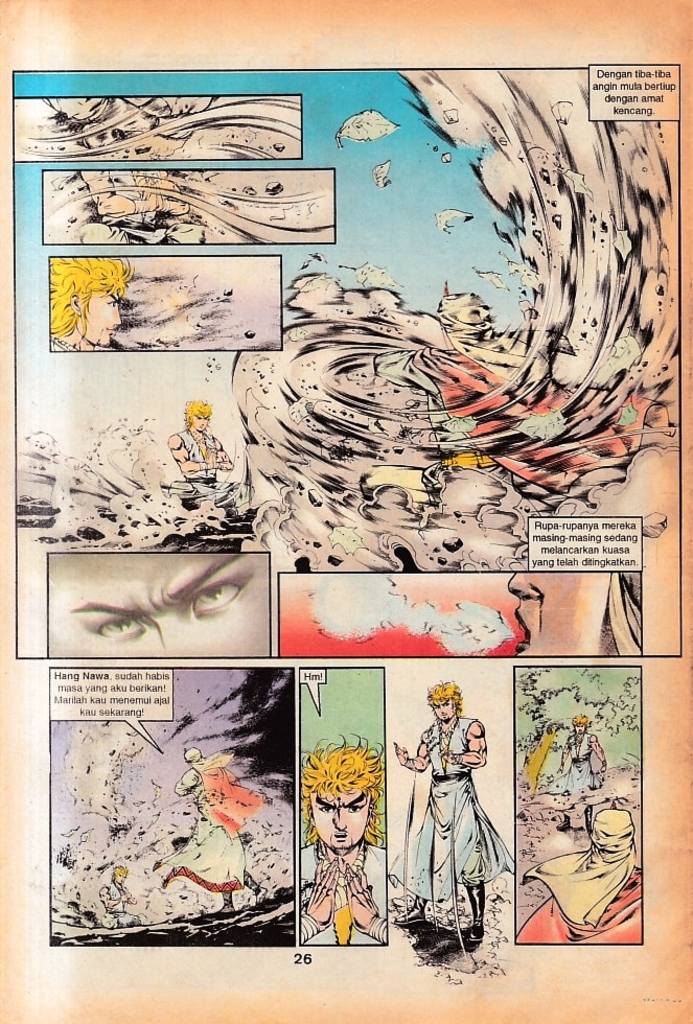 Dengan tiba-tiba
angin mula bertiup
dengan amat
kencang.
Rupa-rupanya mereka
masing-masing sedang
melancarkan kuasa
yang telah ditingkatkan.
Hang Nawa, sudah habis
masa yang aku berikan!
Marilah kau menemui ajal
kau sekarang!
Hm!
26